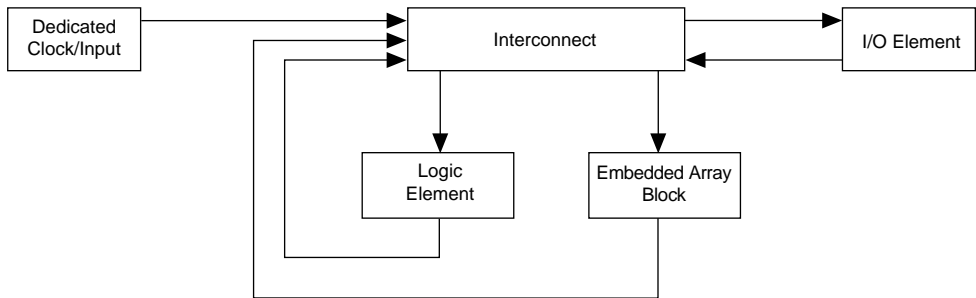 Dedicated
Clock/Input
Interconnect
I/O Element
Logic
Element
Embedded Array
Block